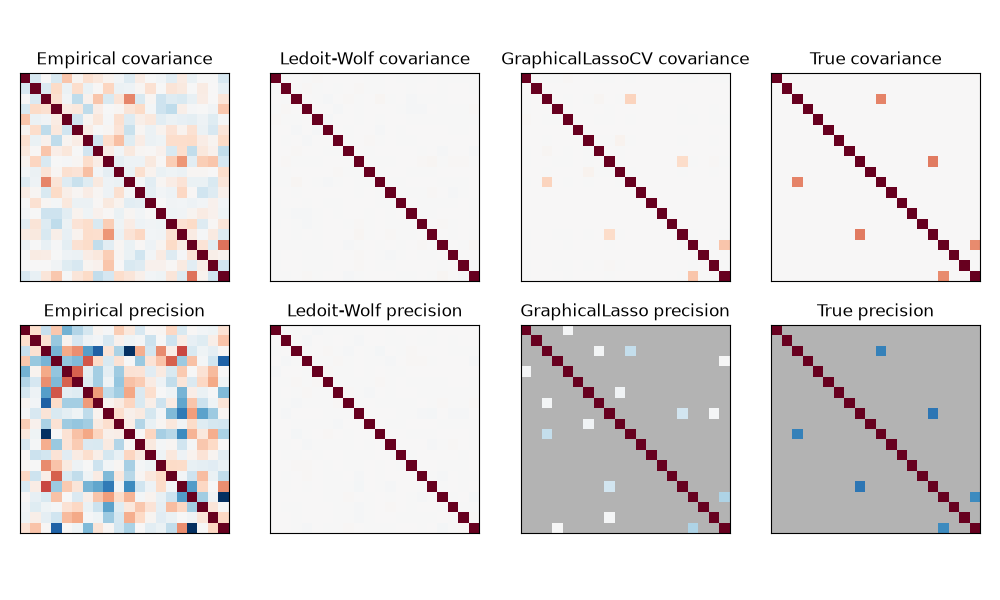 Empirical covariance
Ledoit-Wolf covariance
GraphicalLassoCV covariance
True covariance
Empirical precision
Ledoit-Wolf precision
GraphicalLasso precision
True precision